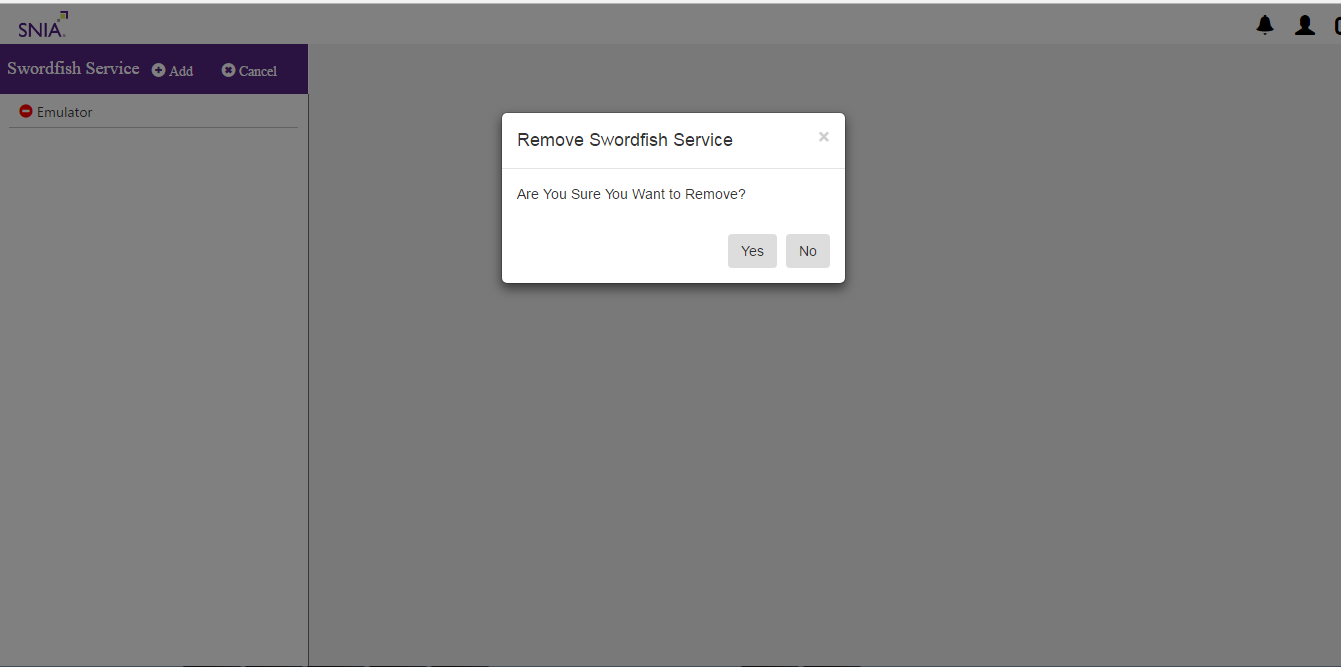 SNIA.
Swordfish Service Add Cancel
Emulator
Remove Swordfish Service ×
Are You Sure You Want to Remove?
Yes No